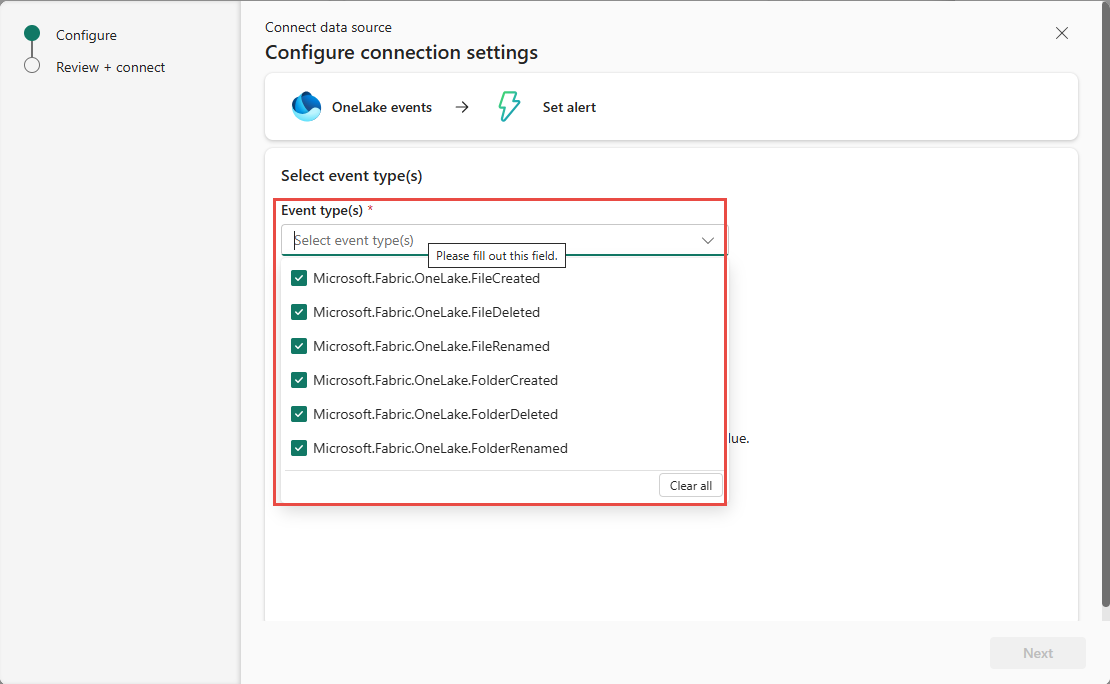 Configure
Review + connect
Connect data source
Configure connection settings
OneLake events
Set alert
Select event type(s)
Event type(s) *
Select event type(s)
Please fill out this field.
Microsoft.Fabric.OneLake.FileCreated
Microsoft.Fabric.OneLake.FileDeleted
Microsoft.Fabric.OneLake.FileRenamed
Microsoft.Fabric.OneLake.FolderCreated
Microsoft.Fabric.OneLake.FolderDeleted
lue.
Microsoft.Fabric.OneLake.FolderRenamed
Clear all
Next